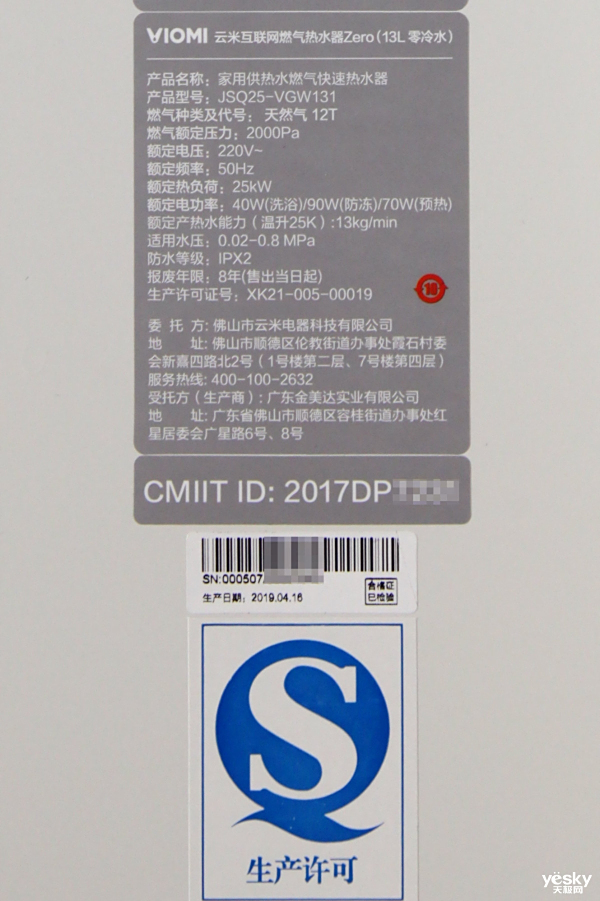 VIOMI 云米互联网燃气热水器Zero(13L 零冷水)
产品名称：家用供热水燃气快速热水器
产品型号：JSQ25-VGW131
燃气种类及代号：天然气 12T
燃气额定压力：2000Pa
额定电压：220V~
额定频率：50Hz
额定热负荷：25kW
额定电功率：40W(洗浴)/90W(防冻)/70W(预热)
额定产热水能力（温升25K）:13kg/min
适用水压：0.02-0.8 MPa
防水等级：IPX2
报废年限：8年(售出当日起)
生产许可证号：XK21-005-00019
委 托 方: 佛山市云米电器科技有限公司
地 址: 佛山市顺德区伦教街道办事处霞石村委
会新嘉四路北2号（1号楼第二层、7号楼第四层）
服务热线: 400-100-2632
受托方（生产商）: 广东金美达实业有限公司
地 址: 广东省佛山市顺德区容桂街道办事处红
星居委会广星路6号、8号
CMIIT ID: 2017DP
SN:000507
生产日期：2019.04.16
合格证
已检验
S
生产许可
yesky
天极网